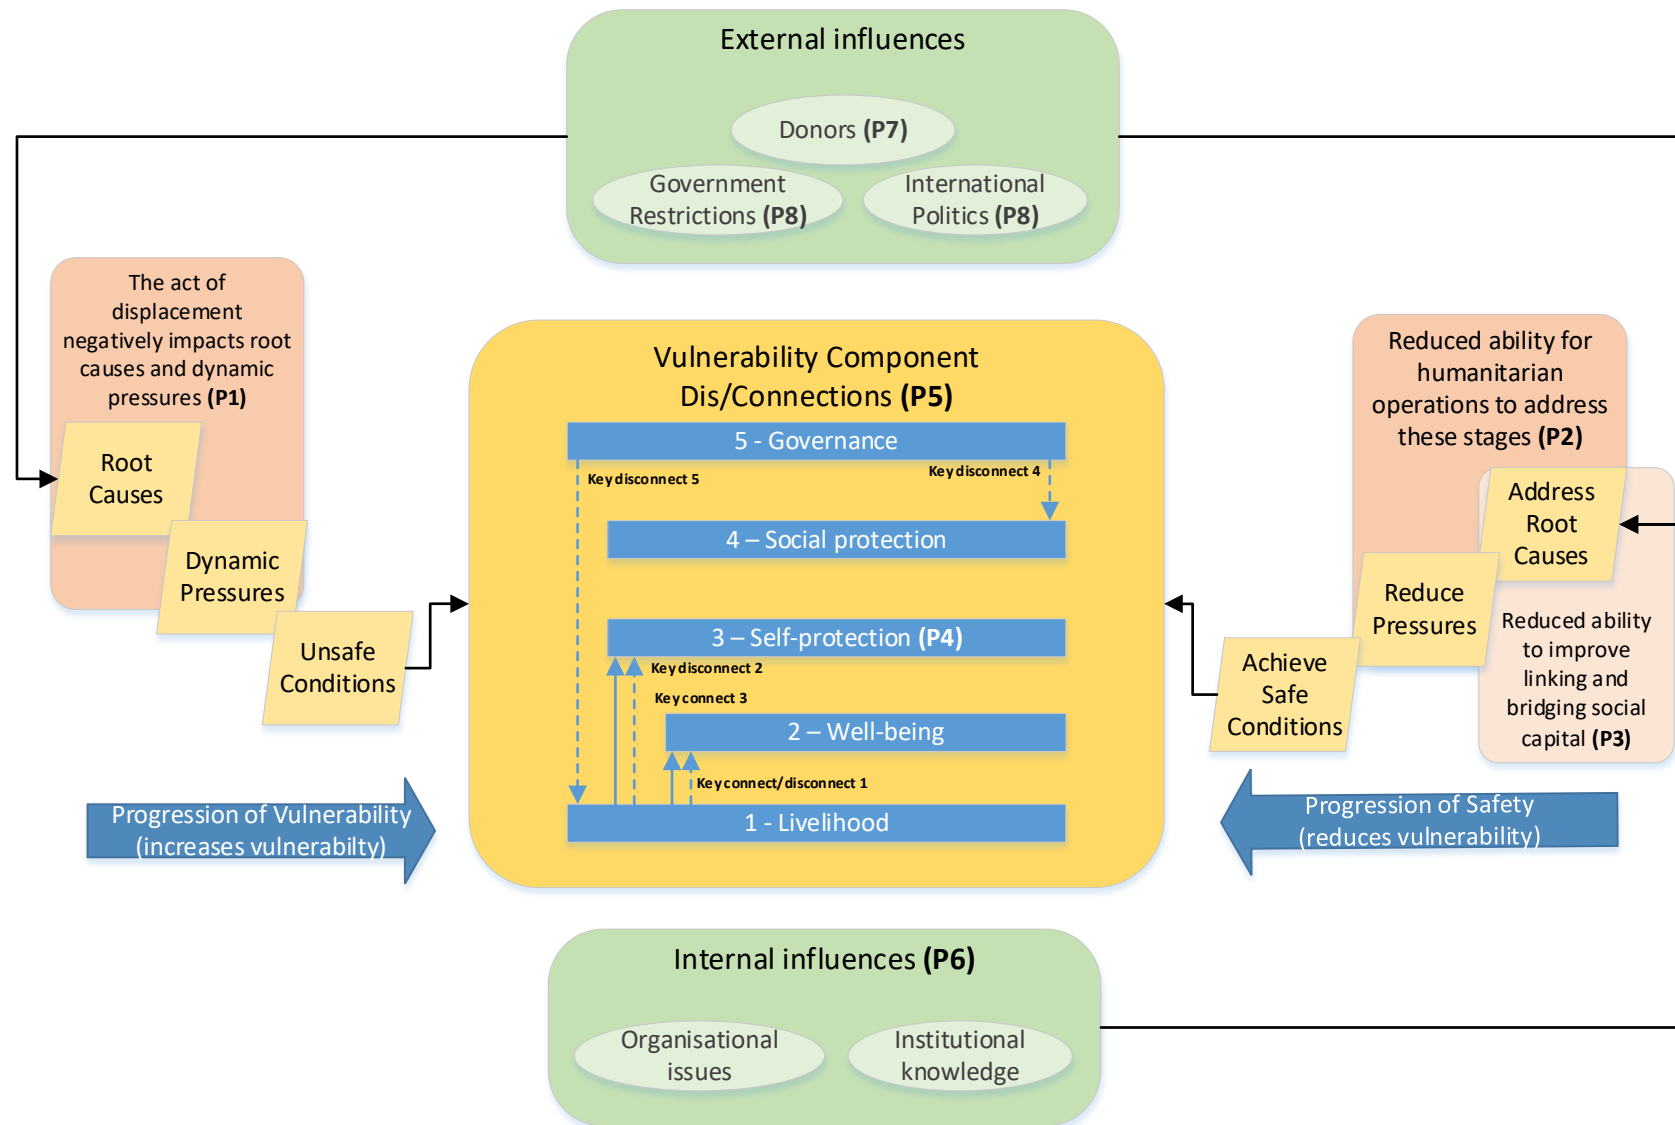 External influences
Donors (P7)
Government
Restrictions (P8)
International
Politics (P8)
The act of
displacement
negatively impacts root
causes and dynamic
pressures (P1)
Root
Causes
Dynamic
Pressures
Unsafe
Conditions
Vulnerability Component
Dis/Connections (P5)
5 - Governance
Key disconnect 5
Key disconnect 4
4 – Social protection
3 – Self-protection (P4)
Key disconnect 2
Key connect 3
2 – Well-being
Key connect/disconnect 1
1 - Livelihood
Reduced ability for
humanitarian
operations to address
these stages (P2)
Address
Root
Causes
Reduce
Pressures
Achieve
Safe
Conditions
Reduced ability
to improve
linking and
bridging social
capital (P3)
Progression of Vulnerability
(increases vulnerabilty)
Progression of Safety
(reduces vulnerability)
Internal influences (P6)
Organisational
issues
Institutional
knowledge